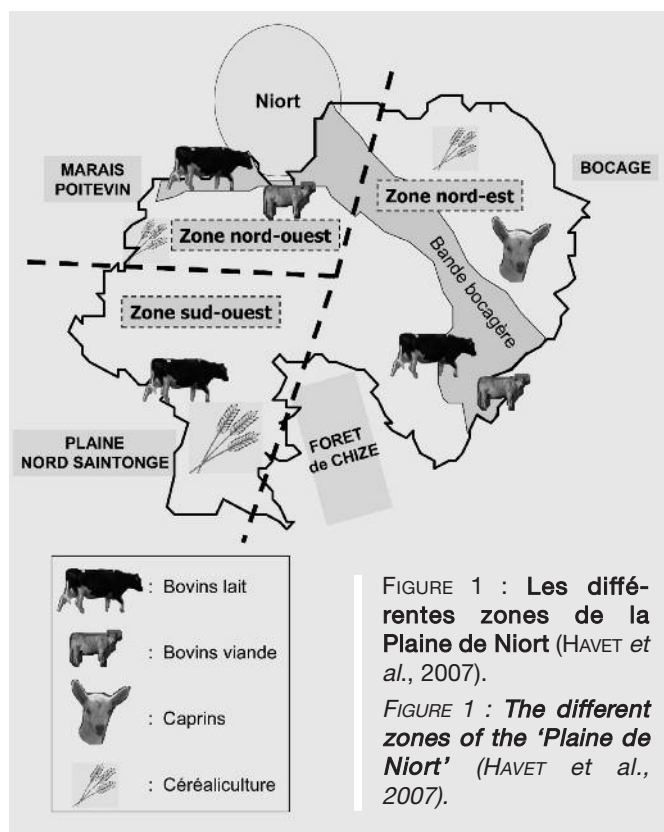 Niort
MARAIS
POITEVIN
BOCAGE
Zone nord-est
Zone nord-ouest
Bande bocagère
Zone sud-ouest
PLAINE
NORD SAINTONGE
FORET
de CHIZE
: Bovins lait
: Bovins viande
: Caprins
: Céréaliculture
FIGURE 1 : Les diffé-
rentes zones de la
Plaine de Niort (HAVET et
al., 2007).
FIGURE 1 : The different
zones of the ‘Plaine de
Niort’ (HAVET et al.,
2007).